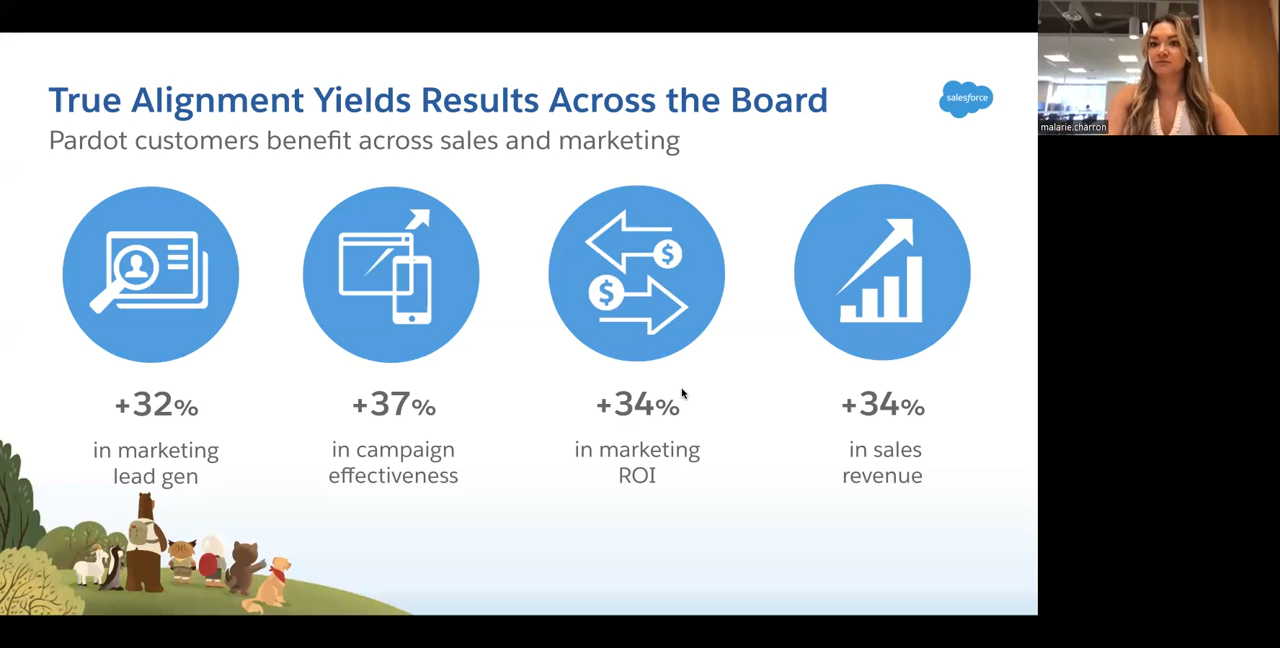 True Alignment Yields Results Across the Board
salesforce
Pardot customers benefit across sales and marketing
malarie.charron
$
$
+32%
in marketing
lead gen
+37%
in campaign
effectiveness
+34%
in marketing
ROI
+34%
in sales
revenue